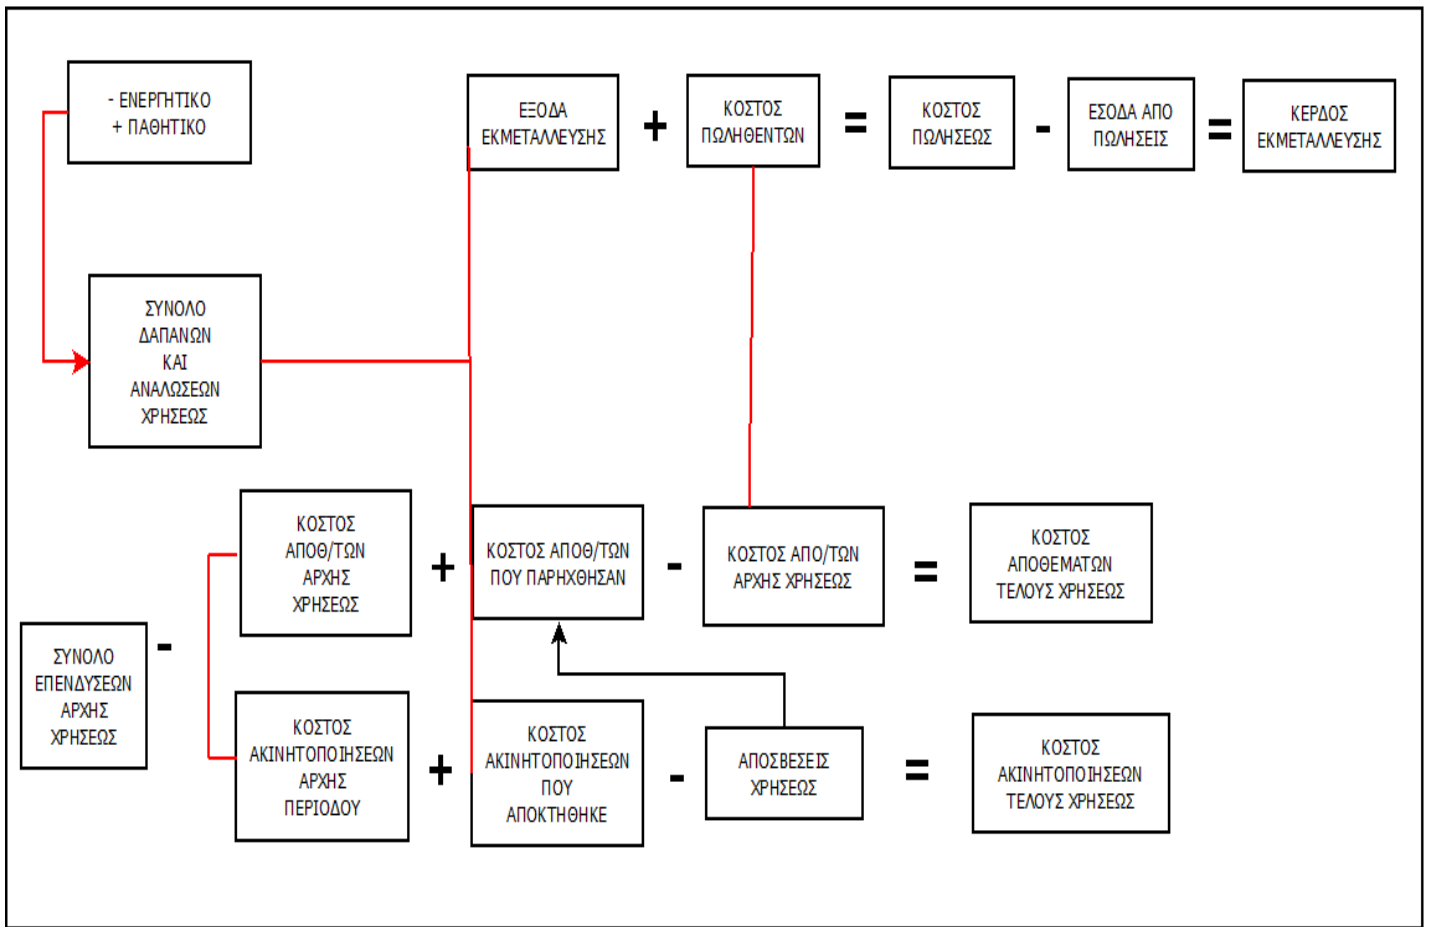 - ΕΝΕΡΓΗΤΙΚΟ
+ ΠΑΘΗΤΙΚΟ
ΕΞΟΔΑ
ΕΚΜΕΤΑΛΛΕΥΣΗΣ
+
ΚΟΣΤΟΣ
ΠΩΛΗΘΕΝΤΩΝ
=
ΚΟΣΤΟΣ
ΠΩΛΗΣΕΩΣ
-
ΕΣΟΔΑ ΑΠΟ
ΠΩΛΗΣΕΙΣ
=
ΚΕΡΔΟΣ
ΕΚΜΕΤΑΛΛΕΥΣΗΣ
ΣΥΝΟΛΟ
ΔΑΠΑΝΩΝ
ΚΑΙ
ΑΝΑΛΩΣΕΩΝ
ΧΡΗΣΕΩΣ
ΚΟΣΤΟΣ
ΑΠΟΘ/ΤΩΝ
ΑΡΧΗΣ
ΧΡΗΣΕΩΣ
+
ΚΟΣΤΟΣ ΑΠΟΘ/ΤΩΝ
ΠΟΥ ΠΑΡΗΧΘΗΣΑΝ
-
ΚΟΣΤΟΣ ΑΠΟ/ΤΩΝ
ΑΡΧΗΣ ΧΡΗΣΕΩΣ
=
ΚΟΣΤΟΣ
ΑΠΟΘΕΜΑΤΩΝ
ΤΕΛΟΥΣ ΧΡΗΣΕΩΣ
ΣΥΝΟΛΟ
ΕΠΕΝΔΥΣΕΩΝ
ΑΡΧΗΣ
ΧΡΗΣΕΩΣ
-
ΚΟΣΤΟΣ
ΑΚΙΝΗΤΟΠΟΙΗΣΕΩΝ
ΑΡΧΗΣ
ΠΕΡΙΟΔΟΥ
+
ΚΟΣΤΟΣ
ΑΚΙΝΗΤΟΠΟΙΗΣΕΩΝ
ΠΟΥ
ΑΠΟΚΤΗΘΗΚΕ
-
ΑΠΟΣΒΕΣΕΙΣ
ΧΡΗΣΕΩΣ
=
ΚΟΣΤΟΣ
ΑΚΙΝΗΤΟΠΟΙΗΣΕΩΝ
ΤΕΛΟΥΣ ΧΡΗΣΕΩΣ